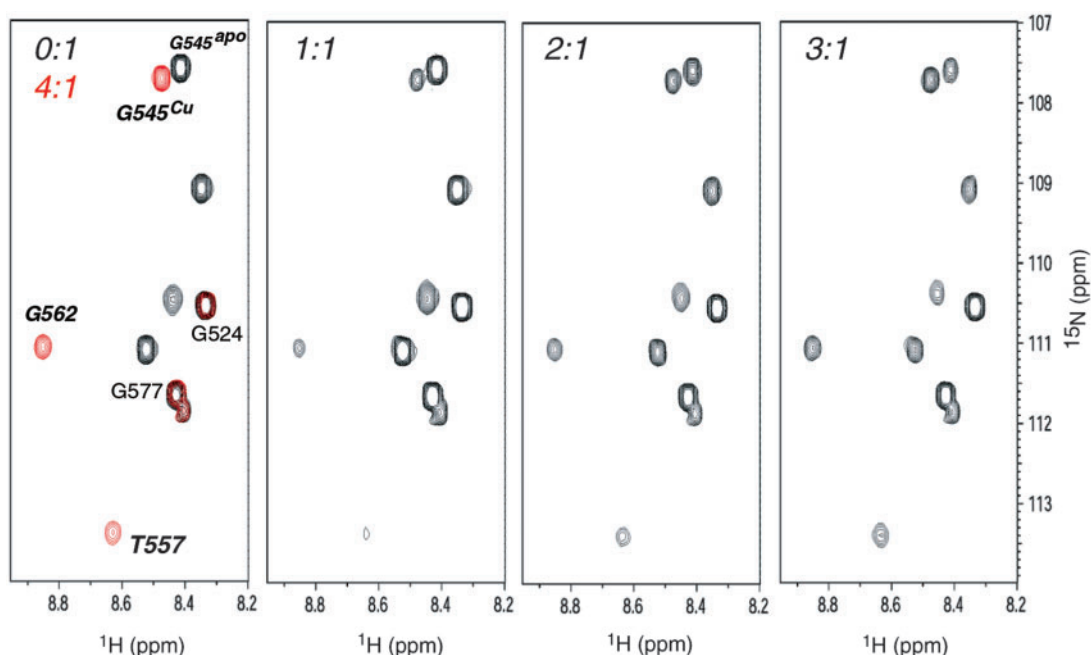 0:1
4:1
G545apo
G545Cu
G562
G524
G577
T557
1:1
2:1
3:1
107
108
109
110
111
112
113
15N (ppm)
8.8 8.6 8.4 8.2
8.8 8.6 8.4 8.2
8.8 8.6 8.4 8.2
8.8 8.6 8.4 8.2
1H (ppm)
1H (ppm)
1H (ppm)
1H (ppm)